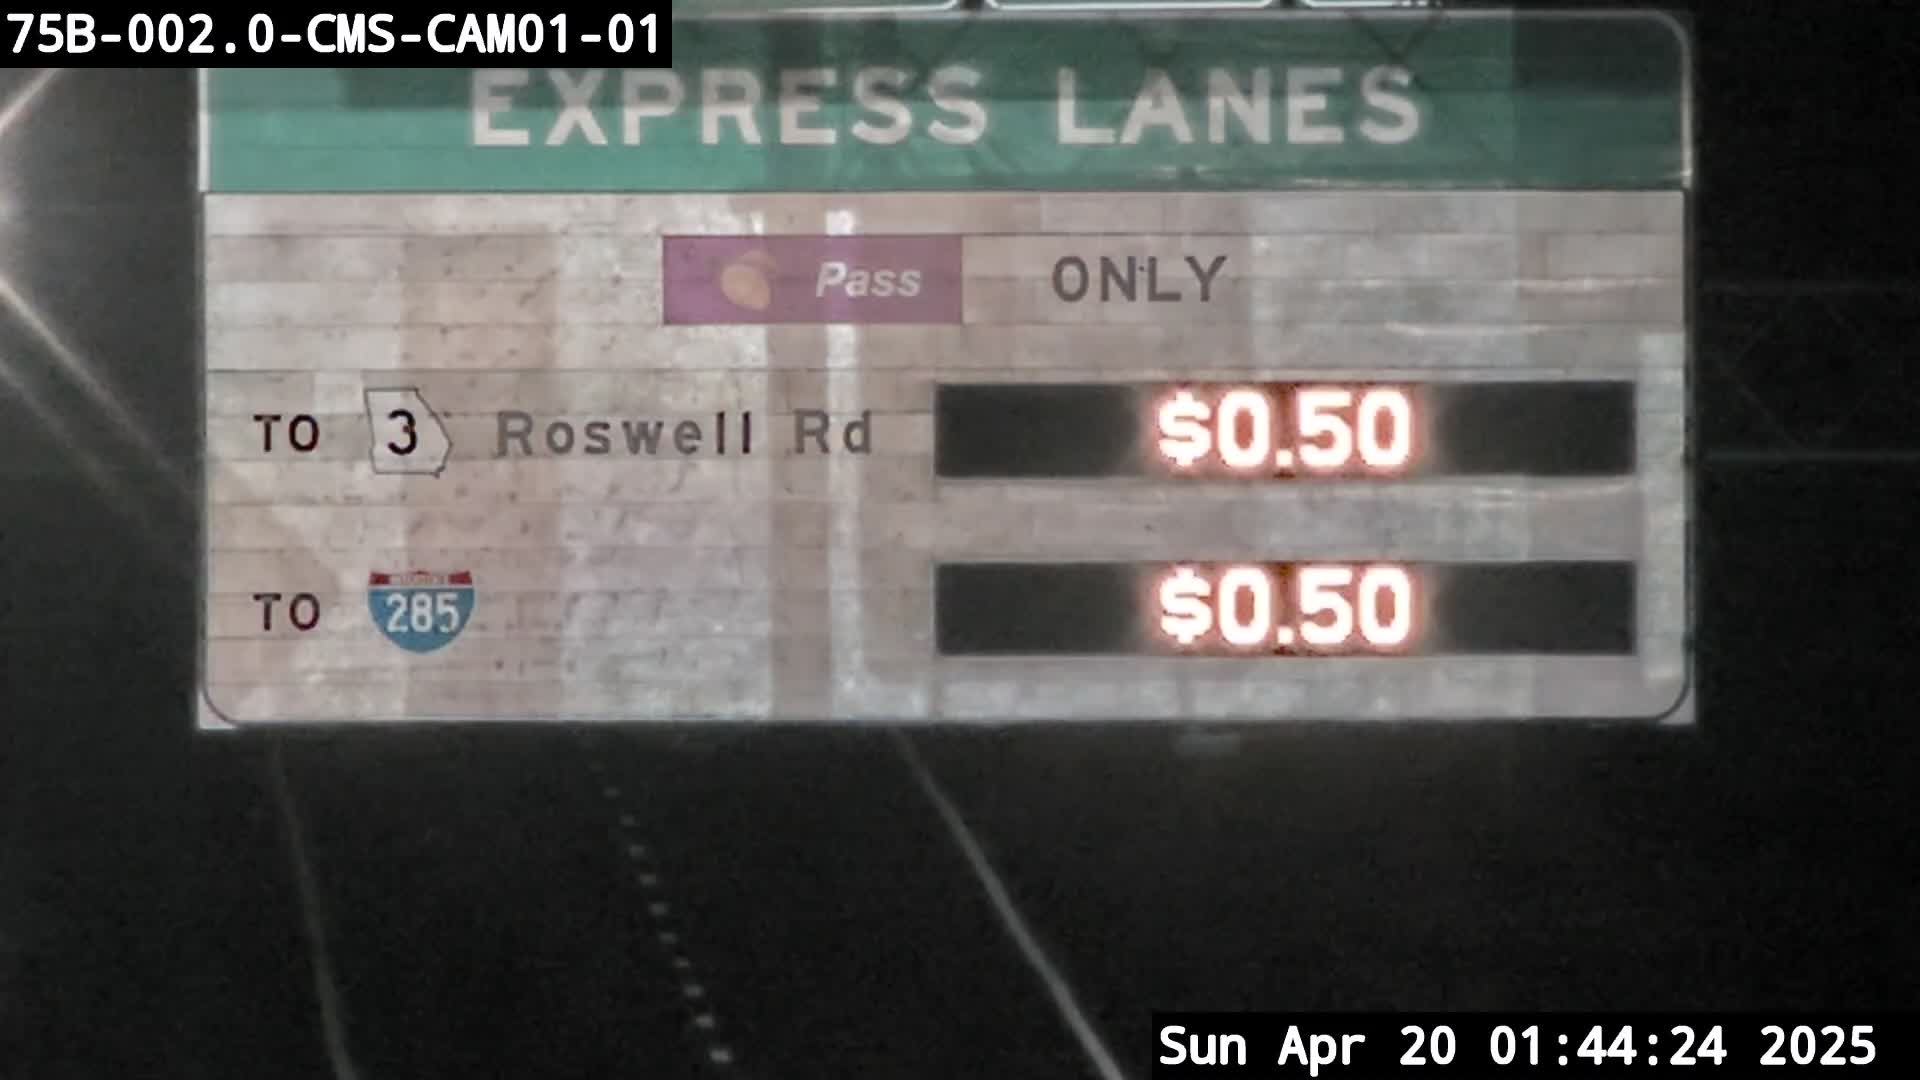 75B-002.0-CMS-CAM01-01
EXPRESS LANES
Pass ONLY
TO 3 Roswell Rd $0.50
TO 285 $0.50
Sun Apr 20 01:44:24 2025